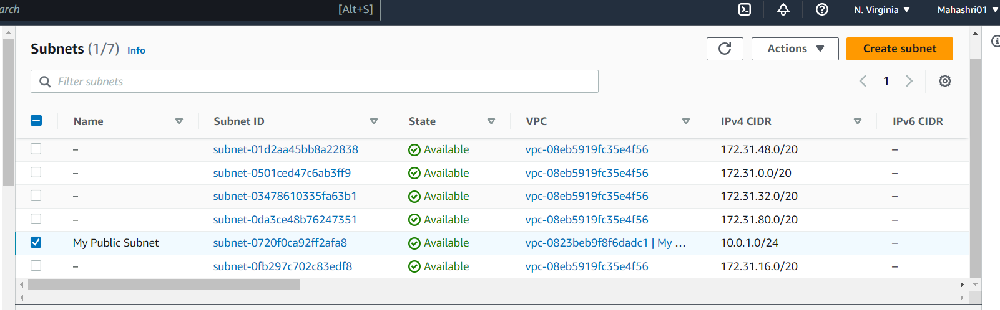 arch [Alt+S] N. Virginia ▼ Mahashri01 ▼
Subnets (1/7) Info Actions ▼ Create subnet
Filter subnets 1
Name Subnet ID State VPC IPv4 CIDR IPv6 CIDR
– subnet-01d2aa45bb8a22838 Available vpc-08eb5919fc35e4f56 172.31.48.0/20 –
– subnet-0501ced47c6ab3ff9 Available vpc-08eb5919fc35e4f56 172.31.0.0/20 –
– subnet-03478610335fa63b1 Available vpc-08eb5919fc35e4f56 172.31.32.0/20 –
– subnet-0da3ce48b76247351 Available vpc-08eb5919fc35e4f56 172.31.80.0/20 –
My Public Subnet subnet-0720f0ca92ff2afa8 Available vpc-0823beb9f8f6dadc1 | My ... 10.0.1.0/24 –
– subnet-0fb297c702c83edf8 Available vpc-08eb5919fc35e4f56 172.31.16.0/20 –